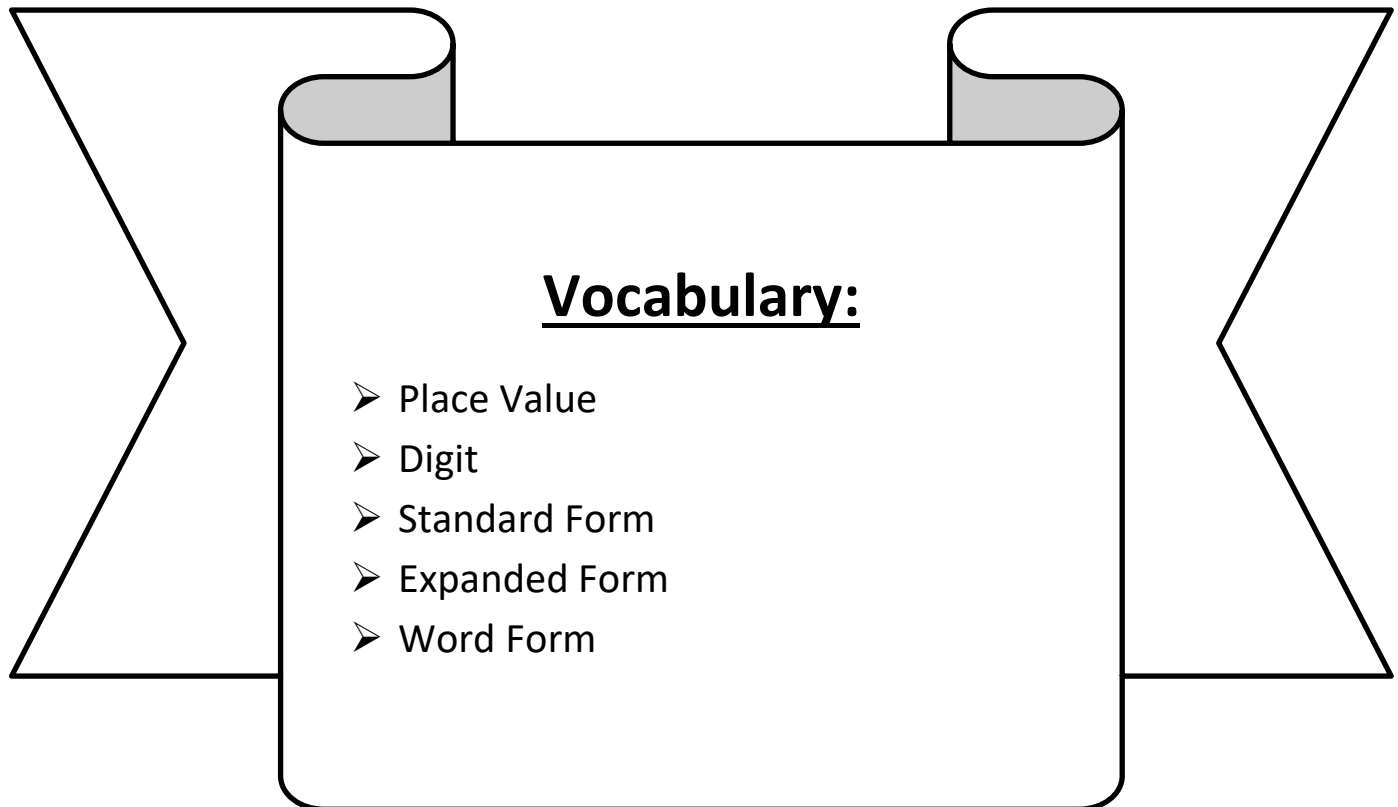 Vocabulary:
➢ Place Value
➢ Digit
➢ Standard Form
➢ Expanded Form
➢ Word Form